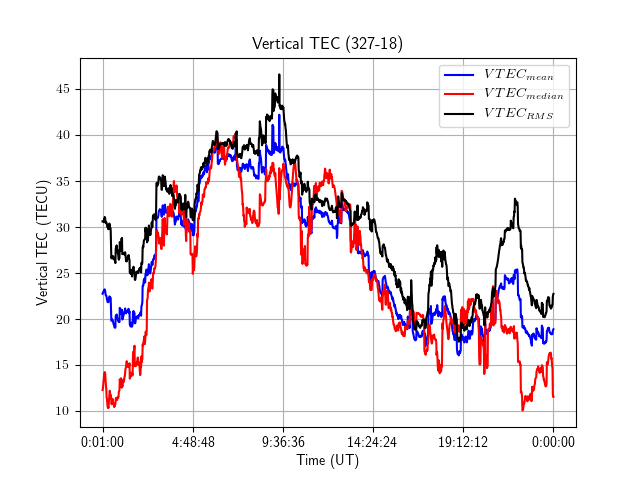 Vertical TEC (327-18)
VTEC_mean
VTEC_median
VTEC_RMS
Vertical TEC (TECU)
45
40
35
30
25
20
15
10
0:01:00 4:48:48 9:36:36 14:24:24 19:12:12 0:00:00
Time (UT)